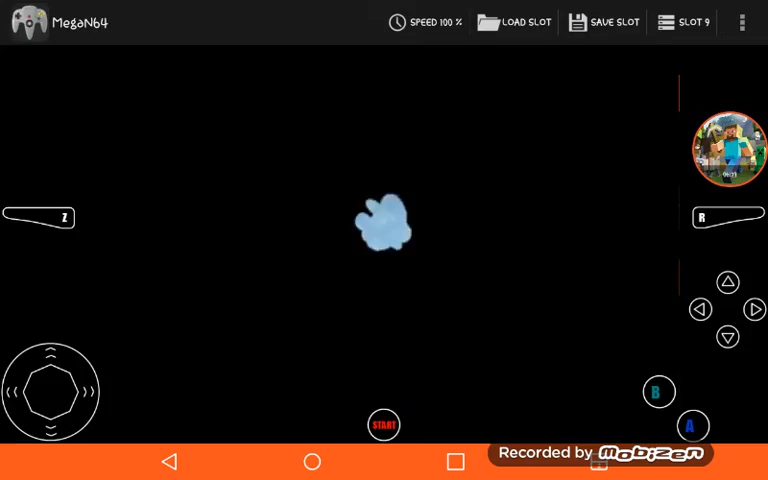 MegaN64
SPEED 100 %
LOAD SLOT
SAVE SLOT
SLOT 9
Z
R
B
A
START
Recorded by mobizen